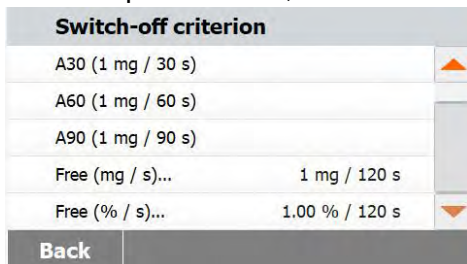 Switch-off criterion
A30 (1 mg / 30 s)
A60 (1 mg / 60 s)
A90 (1 mg / 90 s)
Free (mg / s)... 1 mg / 120 s
Free (% / s)... 1.00 % / 120 s
Back